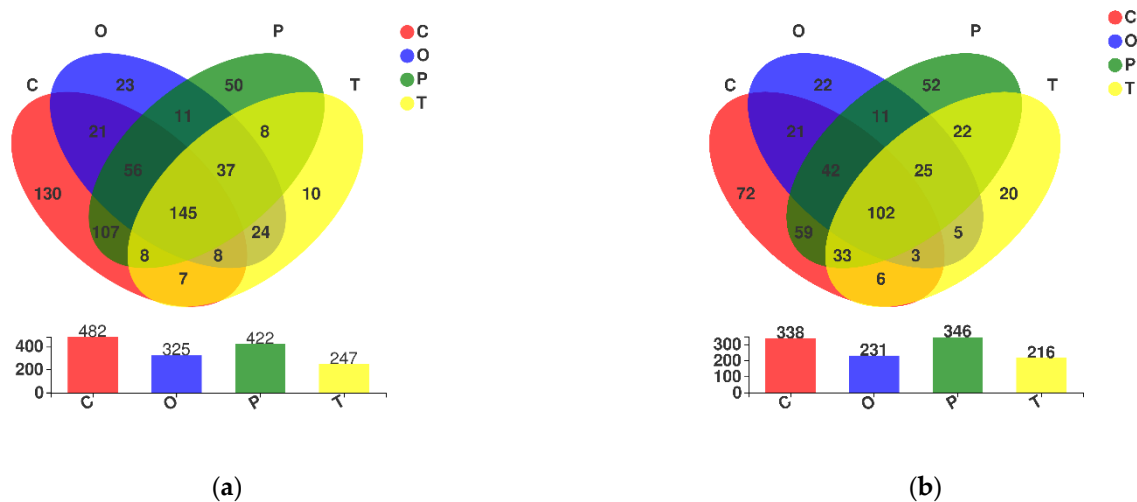 O P
C T
23 50
21 11 8
56 37
130 10
145
107 24
8 8
7
C
O
P
T
482
325
422
247
400
200
0
C O P T
(a)
O P
C T
22 52
21 11 22
42 25
72 20
102
59 5
33 3
6
C
O
P
T
338
231
346
216
300
200
100
0
C O P T
(b)